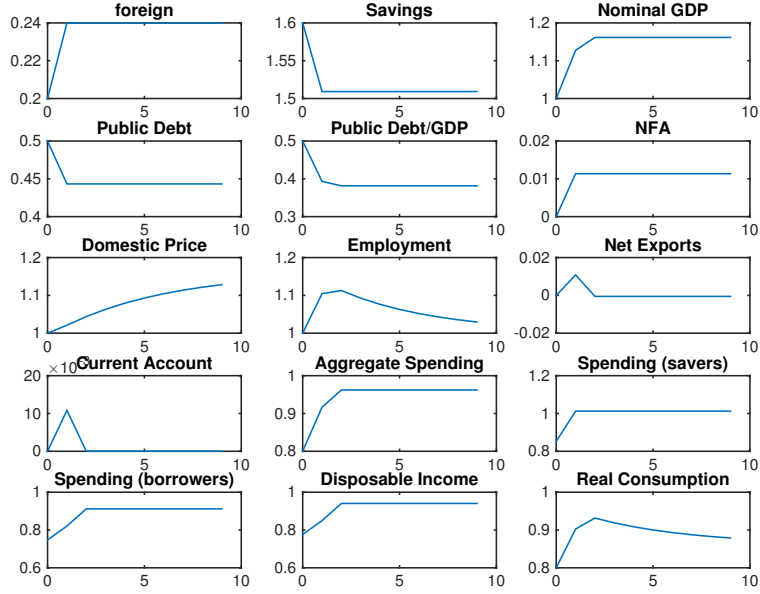 foreign Savings Nominal GDP
0.24 1.6 1.2
0.22 1.55 1.1
0.2 1.5 1
0 5 10 0 5 10 0 5 10
Public Debt Public Debt/GDP NFA
0.5 0.5 0.02
0.45 0.4 0.01
0.4 0.3 0
0 5 10 0 5 10 0 5 10
Domestic Price Employment Net Exports
1.2 1.2 0.02
1.1 1.1 0
1 1 -0.02
0 5 10 0 5 10 0 5 10
Current Account Aggregate Spending Spending (savers)
20 1 1.2
10 0.9 1
0 0.8 0.8
0 5 10 0 5 10 0 5 10
Spending (borrowers) Disposable Income Real Consumption
1 1 1
0.8 0.8 0.9
0.6 0.6 0.8
0 5 10 0 5 10 0 5 10